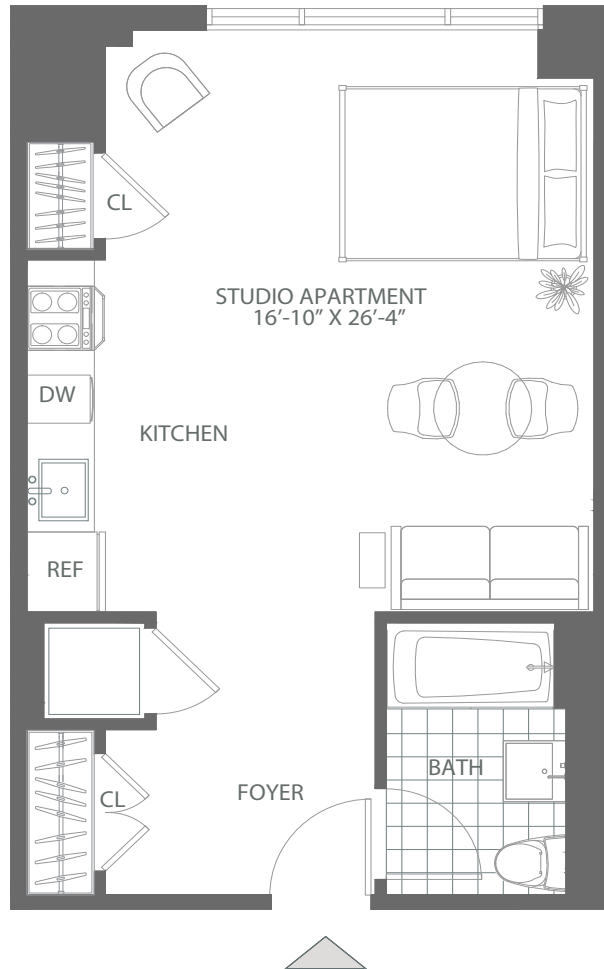 CL
STUDIO APARTMENT
16’-10” X 26’-4”
DW
KITCHEN
REF
BATH
FOYER
CL